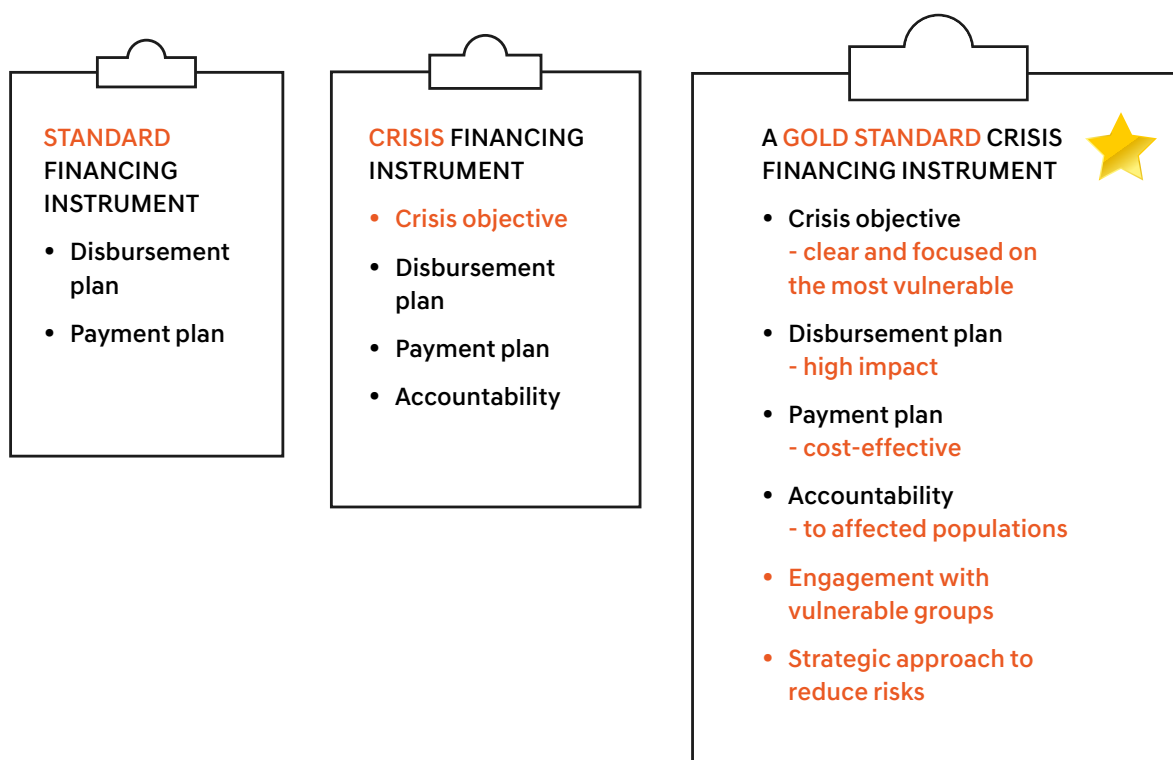 STANDARD
FINANCING
INSTRUMENT
• Disbursement
plan
• Payment plan
CRISIS FINANCING
INSTRUMENT
• Crisis objective
• Disbursement
plan
• Payment plan
• Accountability
A GOLD STANDARD CRISIS
FINANCING INSTRUMENT
• Crisis objective
- clear and focused on
the most vulnerable
• Disbursement plan
- high impact
• Payment plan
- cost-effective
• Accountability
- to affected populations
• Engagement with
vulnerable groups
• Strategic approach to
reduce risks